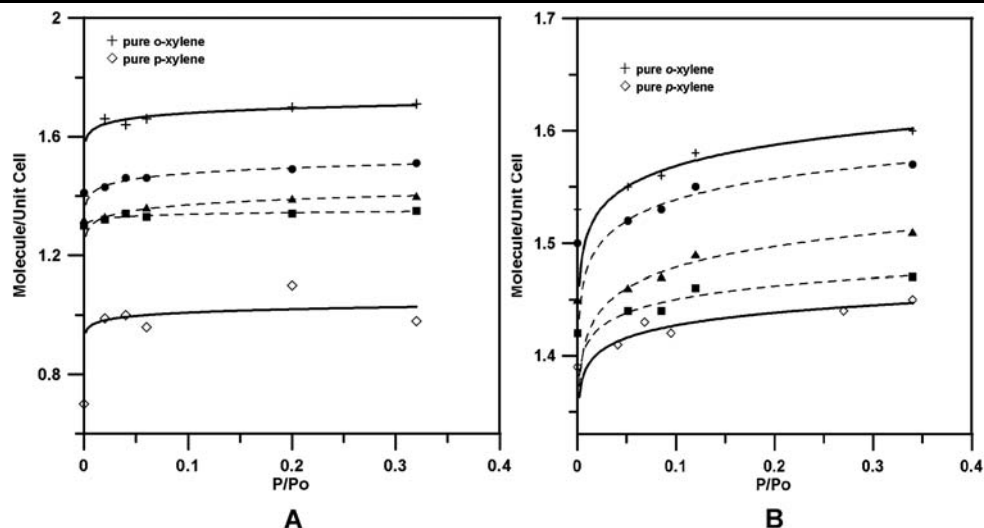 2
+ pure o-xylene
◇ pure p-xylene
1.6
1.2
0.8
Molecule/Unit Cell
0
0.1
0.2
0.3
0.4
P/Po
A
1.7
+ pure o-xylene
◇ pure p-xylene
1.6
1.5
1.4
Molecule/Unit Cell
0
0.1
0.2
0.3
0.4
P/Po
B